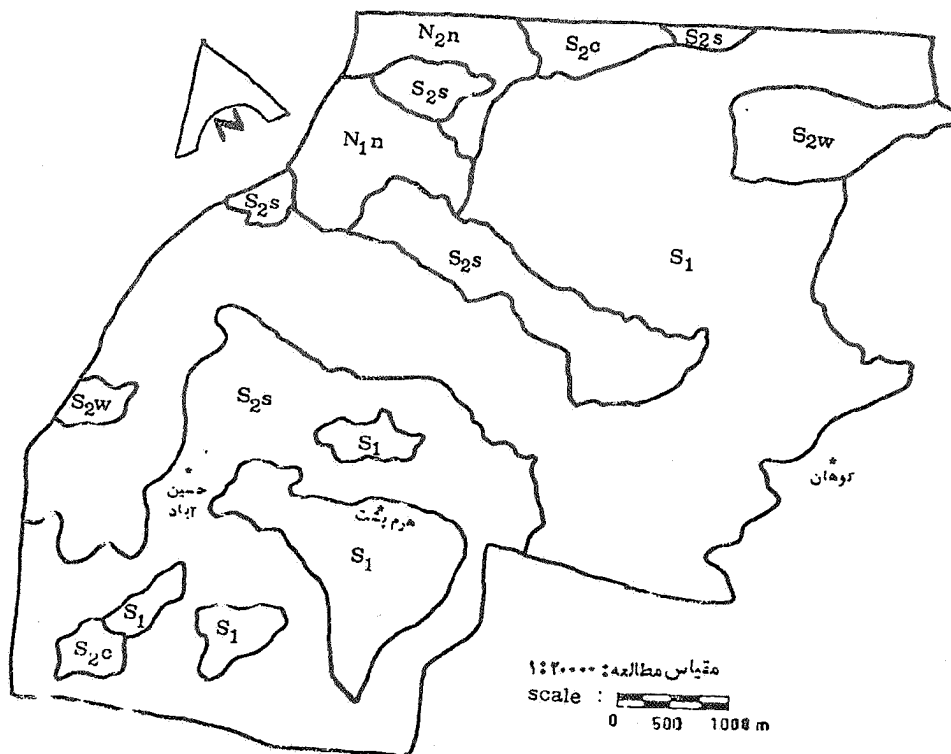 N₂n
S₂c
S₂s
S₂s
N
S₂w
N₁n
S₂s
S₂s
S₁
S₂w
S₂s
S₁
*
حسین
آباد
*
کوهان
هرم پشت
S₁
S₁
S₁
S₂c
مقیاس مطالعه: ۱:۲۰۰۰۰
scale :
0 500 1000 m